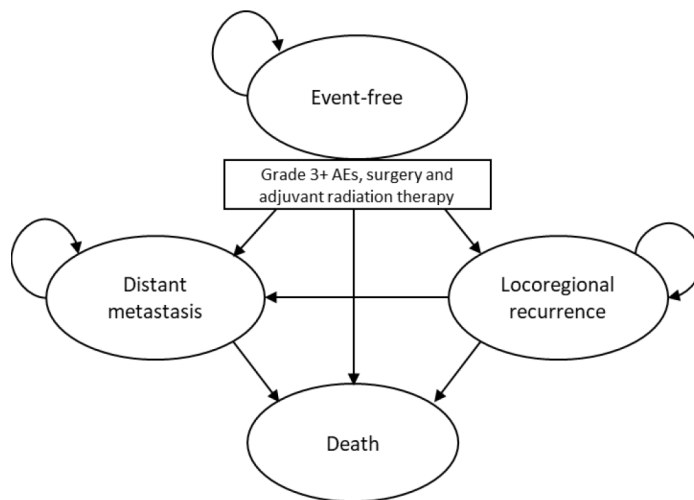 Event-free
Grade 3+ AEs, surgery and
adjuvant radiation therapy
Distant
metastasis
Locoregional
recurrence
Death